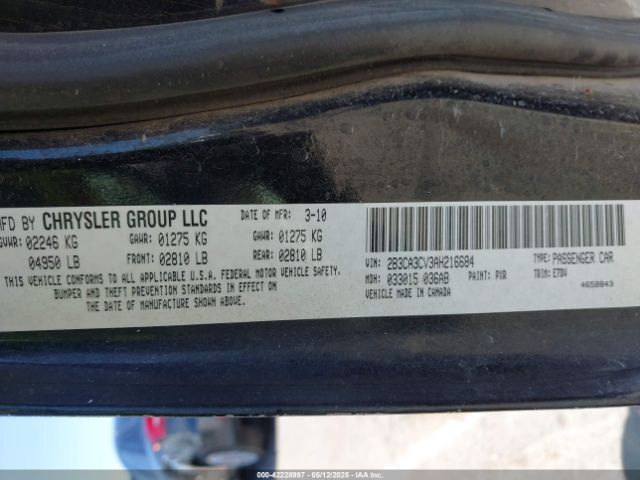 MFD BY CHRYSLER GROUP LLC DATE OF MFR: 3-10
GVWR: 02246 KG GAWR: 01275 KG GAWR: 01275 KG
04950 LB FRONT: 02810 LB REAR: 02810 LB
THIS VEHICLE CONFORMS TO ALL APPLICABLE U.S.A. FEDERAL MOTOR VEHICLE SAFETY,
BUMPER AND THEFT PREVENTION STANDARDS IN EFFECT ON
THE DATE OF MANUFACTURE SHOWN ABOVE.
VIN: 2B3CA3CV3AH216684 TYPE: PASSENGER CAR
MDH: 033015 036AB PAINT: PXR TRIM: E7DV
VEHICLE MADE IN CANADA 4658843
000-42228997 - 05/12/2025 - IAA, Inc.